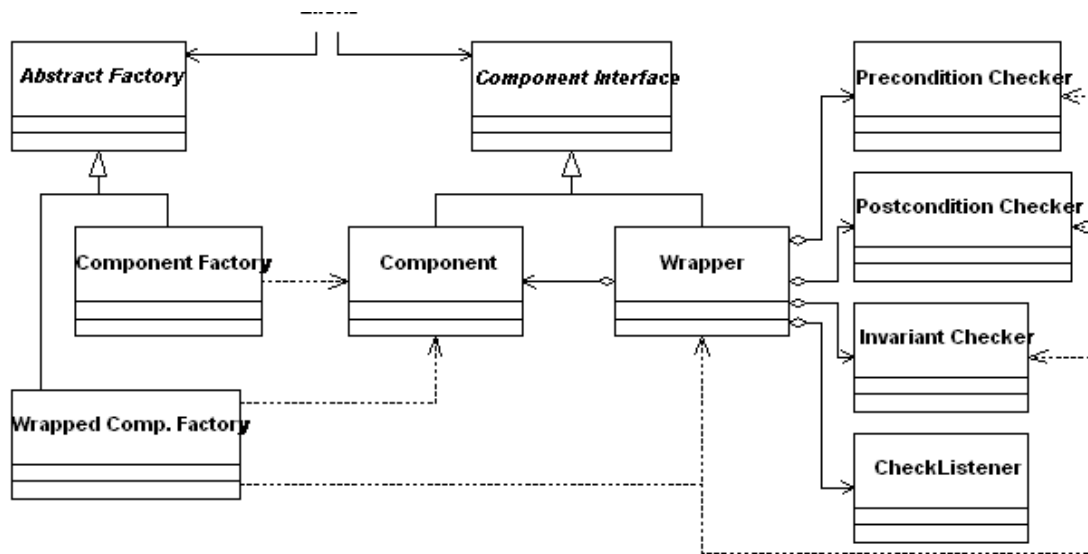 Abstract Factory
Component Interface
Precondition Checker
Postcondition Checker
Component Factory
Component
Wrapper
Invariant Checker
Wrapped Comp. Factory
CheckListener